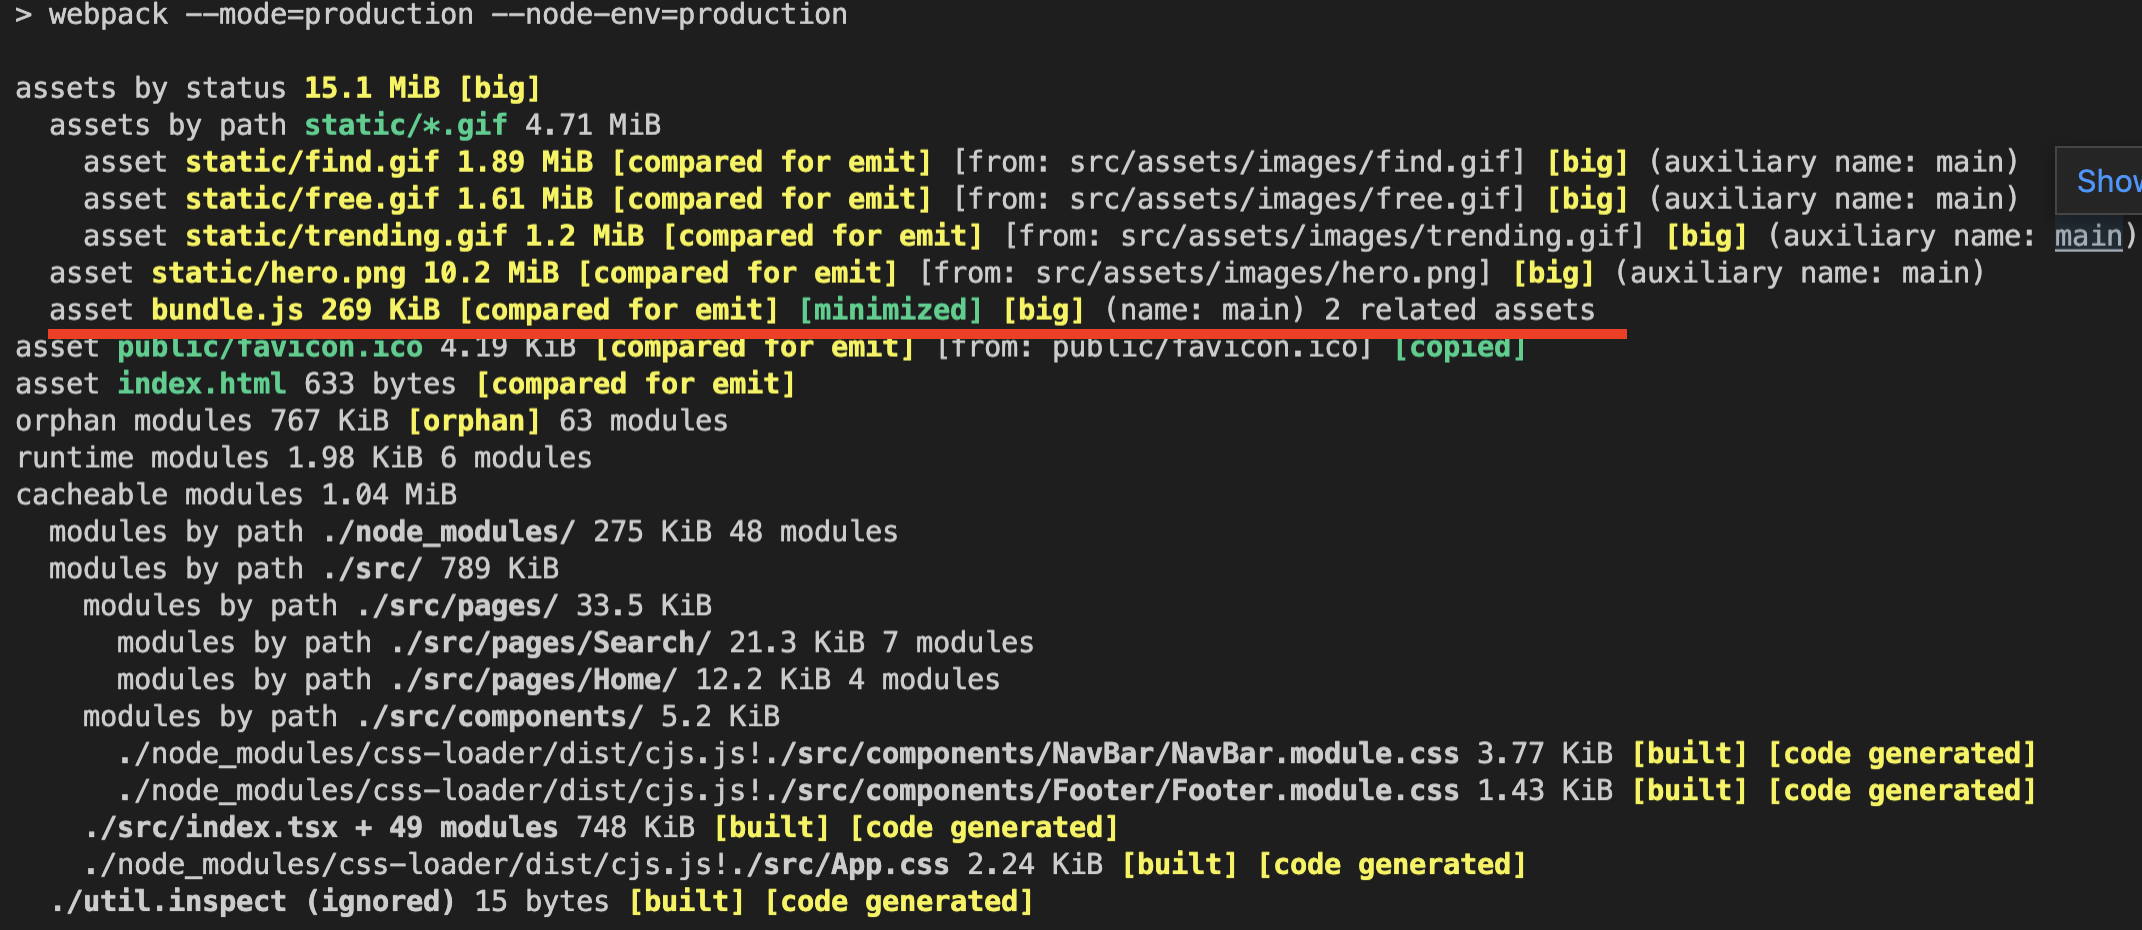 > webpack --mode=production --node-env=production
assets by status 15.1 MiB [big]
  assets by path static/*.gif 4.71 MiB
    asset static/find.gif 1.89 MiB [compared for emit] [from: src/assets/images/find.gif] [big] (auxiliary name: main)
    asset static/free.gif 1.61 MiB [compared for emit] [from: src/assets/images/free.gif] [big] (auxiliary name: main)
    asset static/trending.gif 1.2 MiB [compared for emit] [from: src/assets/images/trending.gif] [big] (auxiliary name: main)
  asset static/hero.png 10.2 MiB [compared for emit] [from: src/assets/images/hero.png] [big] (auxiliary name: main)
  asset bundle.js 269 KiB [compared for emit] [minimized] [big] (name: main) 2 related assets
asset public/favicon.ico 4.19 KiB [compared for emit] [from: public/favicon.ico] [copied]
asset index.html 633 bytes [compared for emit]
orphan modules 767 KiB [orphan] 63 modules
runtime modules 1.98 KiB 6 modules
cacheable modules 1.04 MiB
  modules by path ./node_modules/ 275 KiB 48 modules
  modules by path ./src/ 789 KiB
    modules by path ./src/pages/ 33.5 KiB
      modules by path ./src/pages/Search/ 21.3 KiB 7 modules
      modules by path ./src/pages/Home/ 12.2 KiB 4 modules
    modules by path ./src/components/ 5.2 KiB
      ./node_modules/css-loader/dist/cjs.js!./src/components/NavBar/NavBar.module.css 3.77 KiB [built] [code generated]
      ./node_modules/css-loader/dist/cjs.js!./src/components/Footer/Footer.module.css 1.43 KiB [built] [code generated]
    ./src/index.tsx + 49 modules 748 KiB [built] [code generated]
    ./node_modules/css-loader/dist/cjs.js!./src/App.css 2.24 KiB [built] [code generated]
  ./util.inspect (ignored) 15 bytes [built] [code generated]